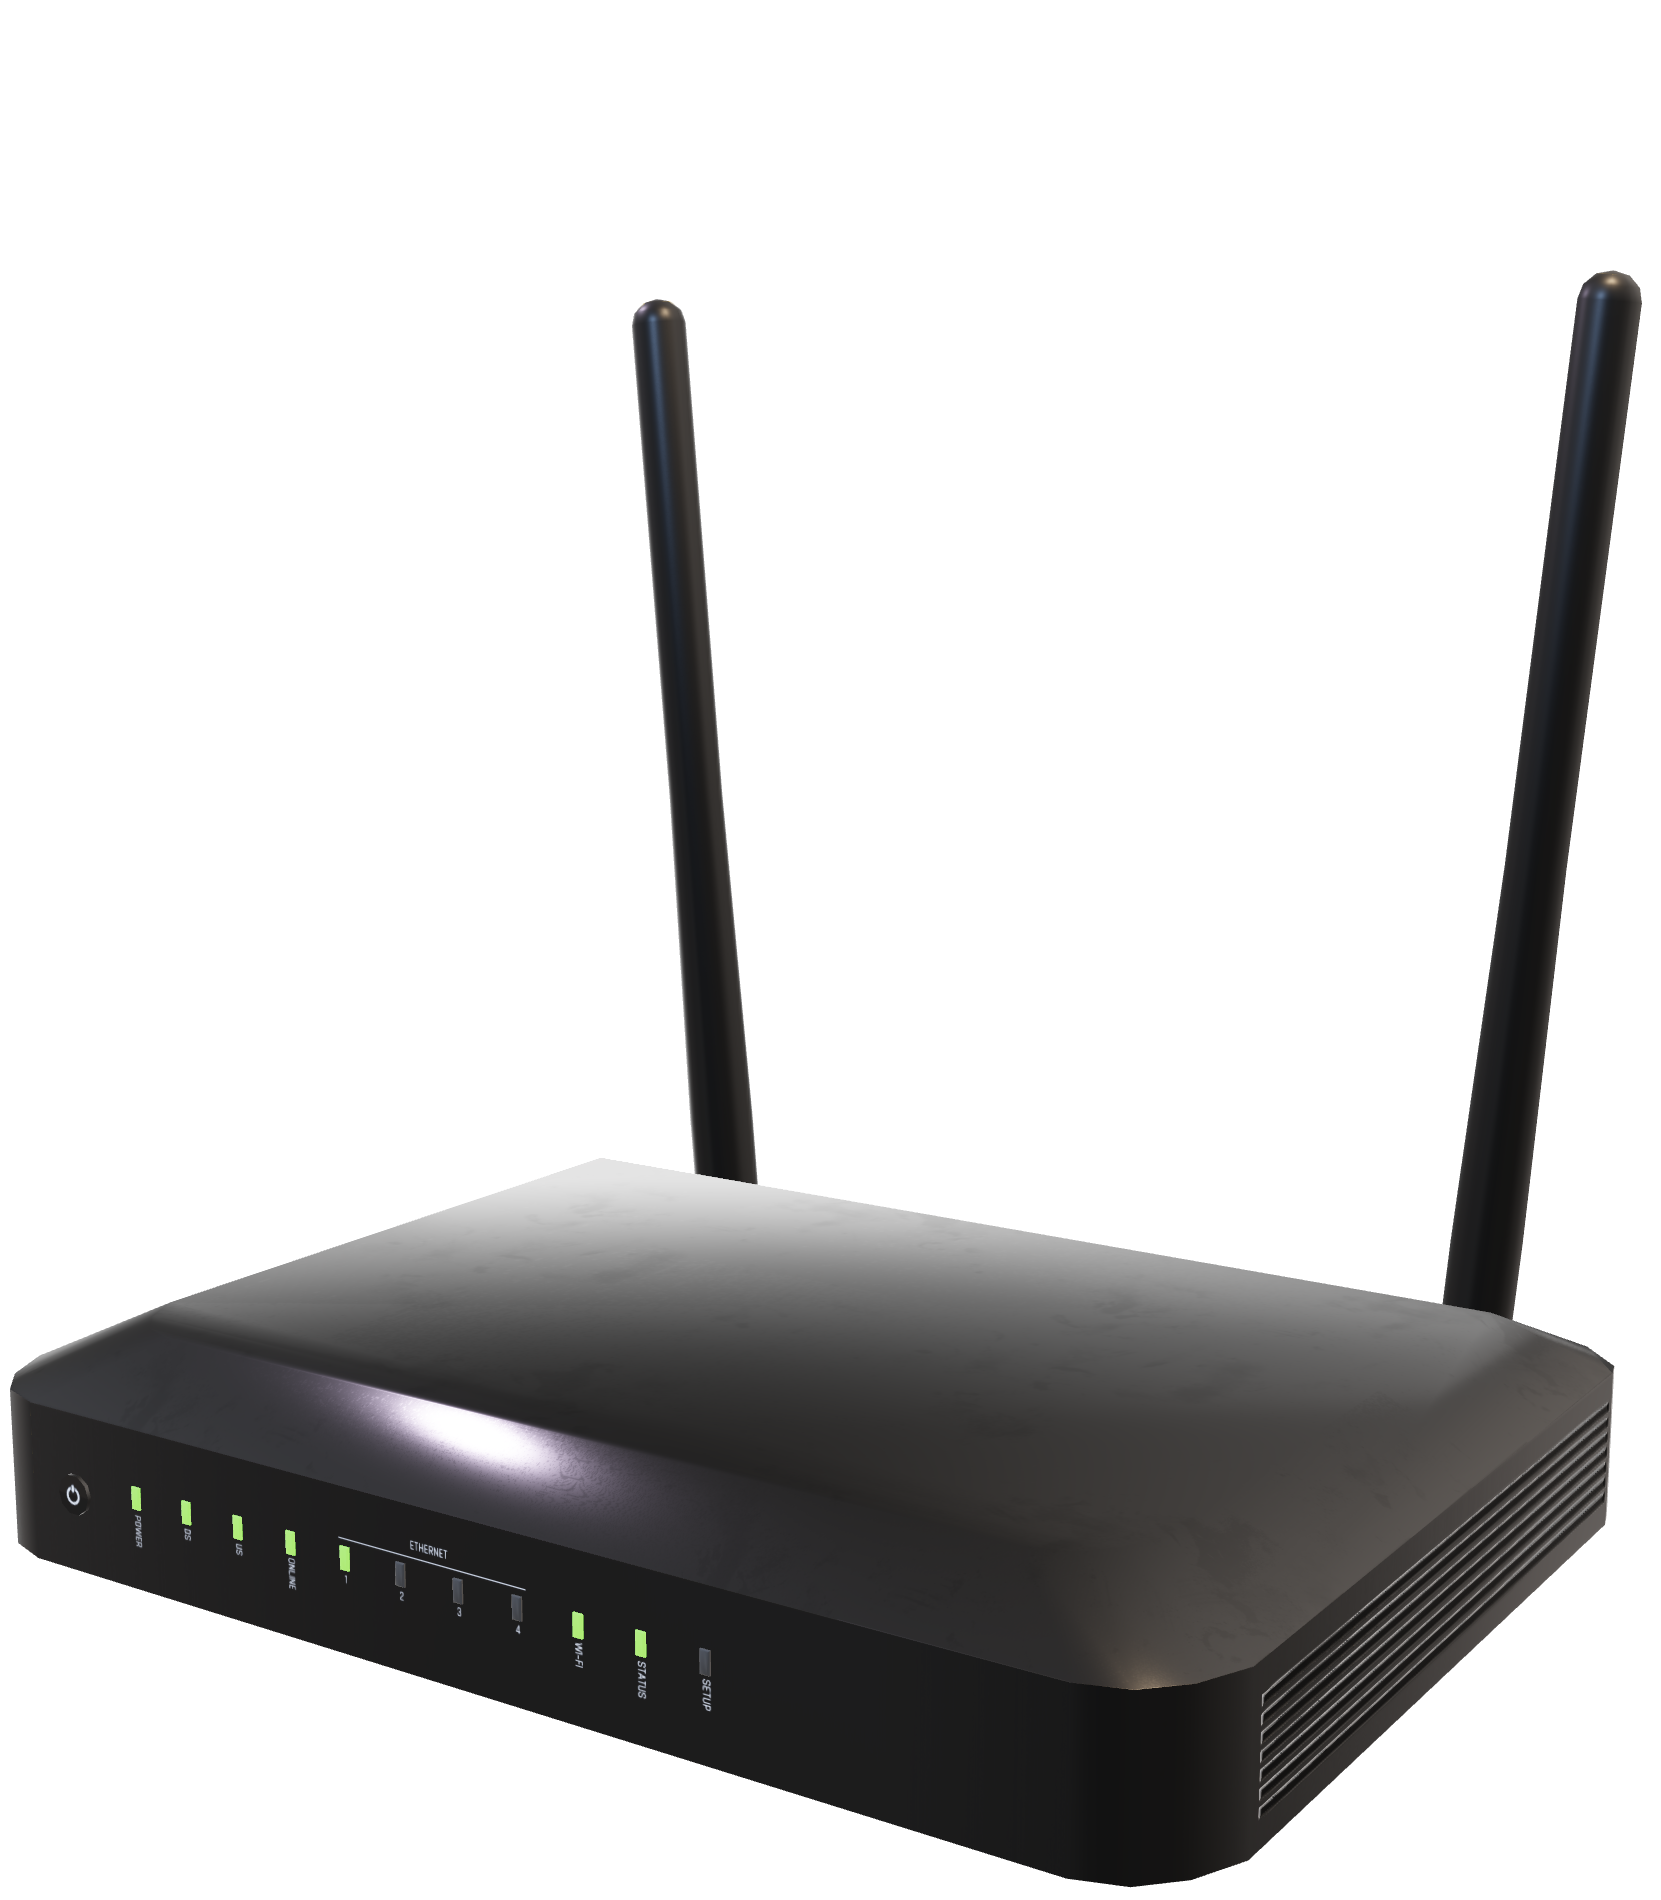 POWER
DS
US
ONLINE
ETHERNET
1
2
3
4
WI-FI
STATUS
SETUP